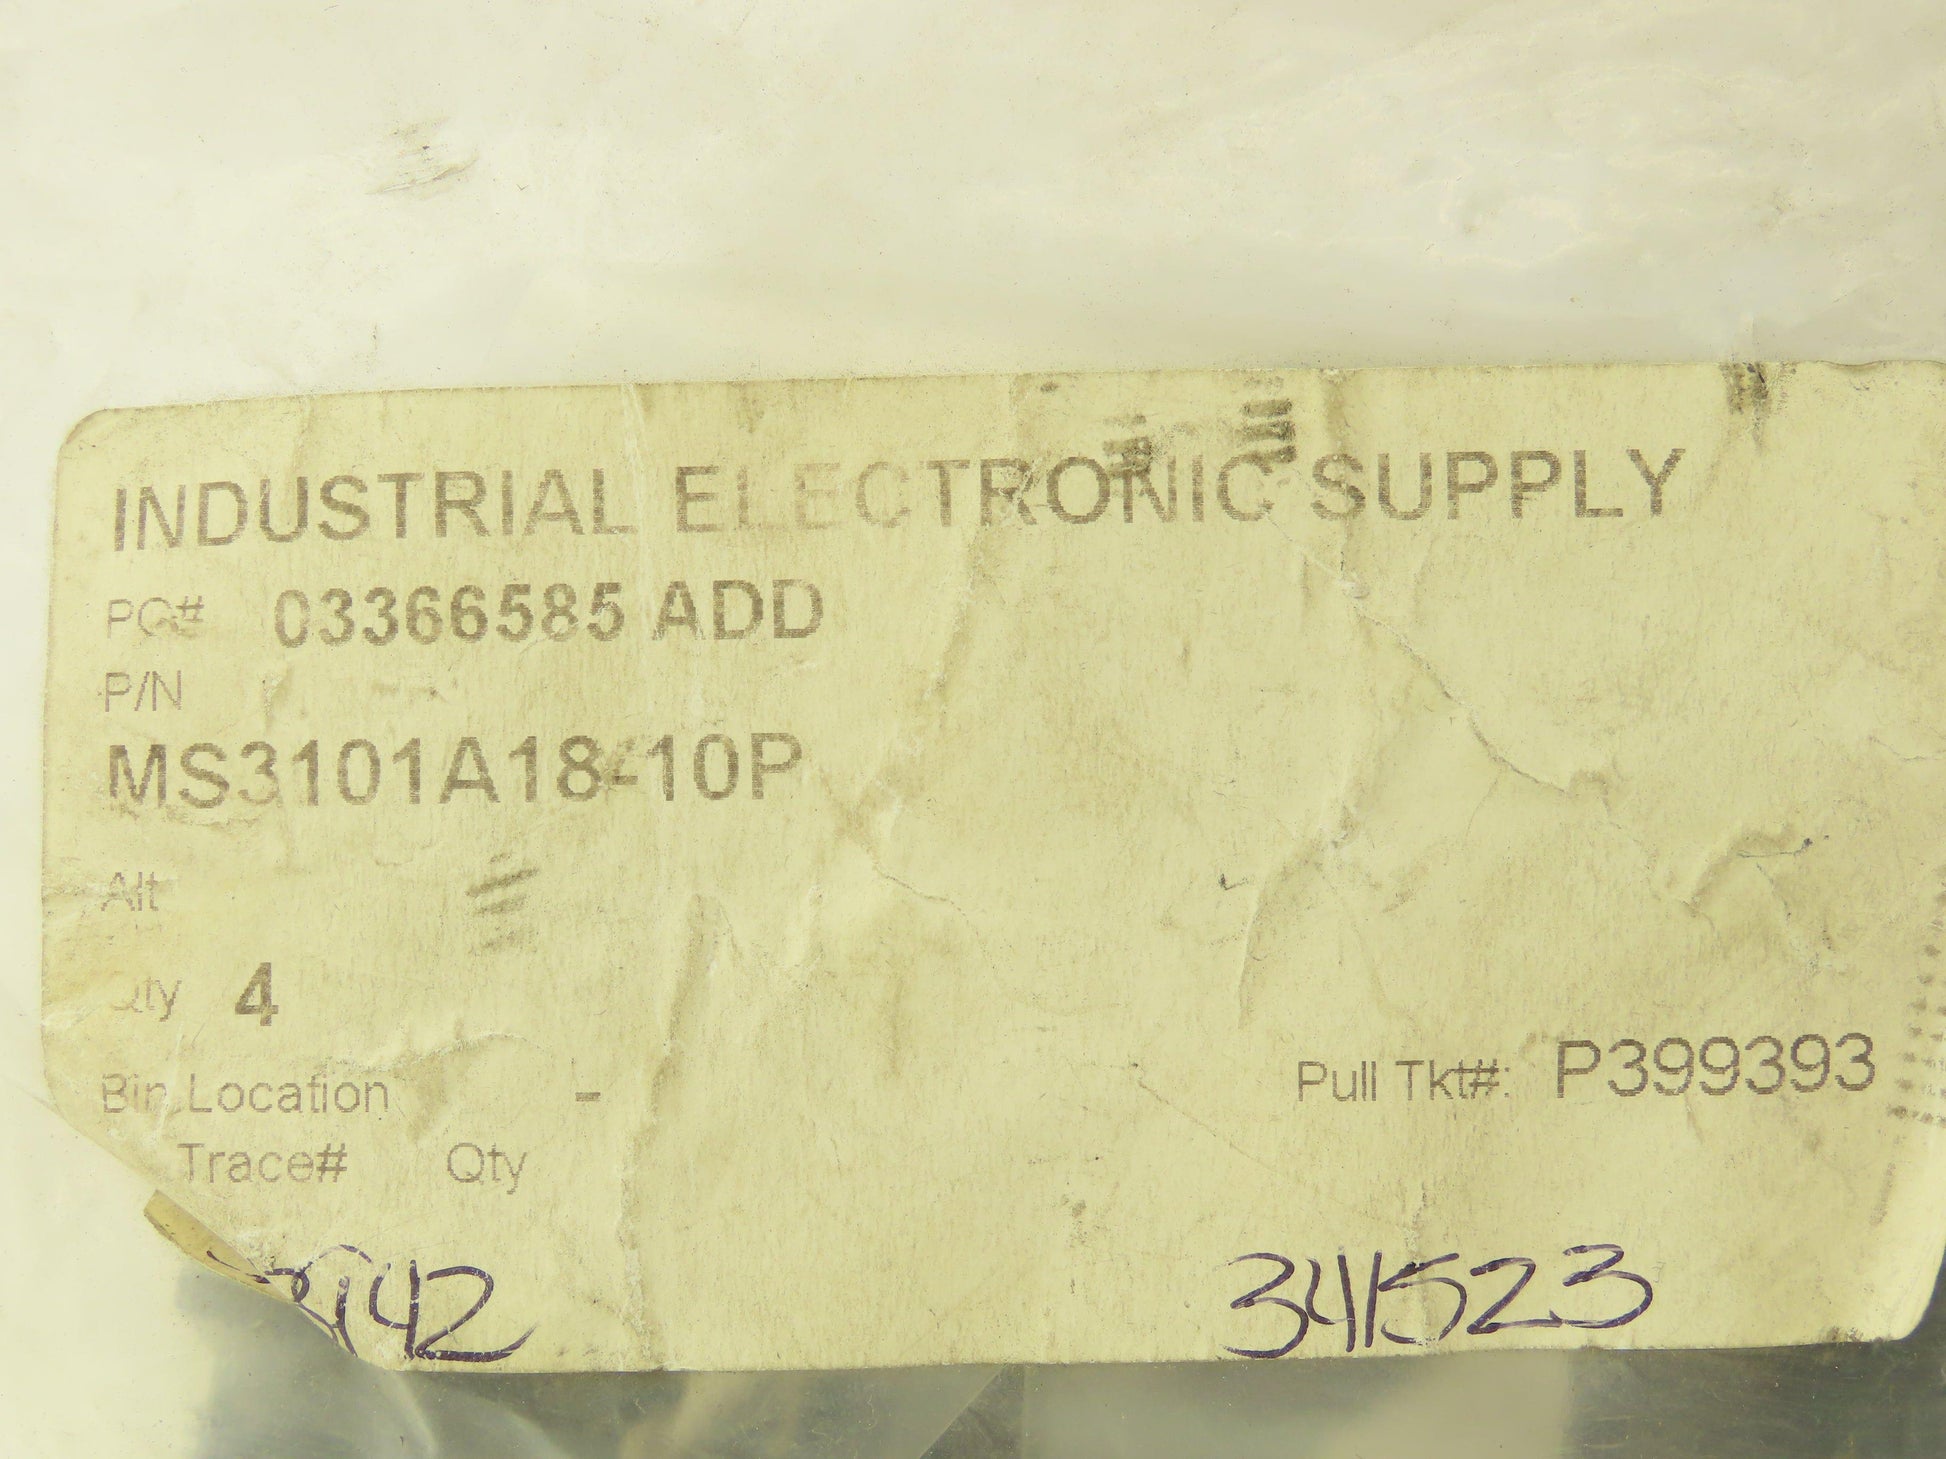 INDUSTRIAL ELECTRONIC SUPPLY
PO# 03366585 ADD
P/N
MS3101A18-10P
Alt
Qty 4
Bin Location -
Pull Tkt#: P399393
Trace# Qty
341523